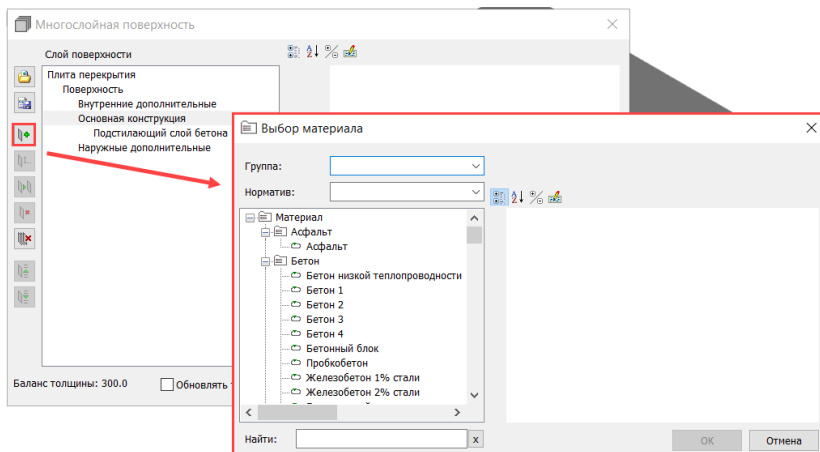 Многослойная поверхность
Слой поверхности
Плита перекрытия
Поверхность
Внутренние дополнительные
Основная конструкция
Подстилающий слой бетона
Наружные дополнительные
Баланс толщины: 300.0
Обновлять
Выбор материала
Группа:
Норматив:
Материал
Асфальт
Асфальт
Бетон
Бетон низкой теплопроводности
Бетон 1
Бетон 2
Бетон 3
Бетон 4
Бетонный блок
Пробкобетон
Железобетон 1% стали
Железобетон 2% стали
Найти:
x
ОК
Отмена